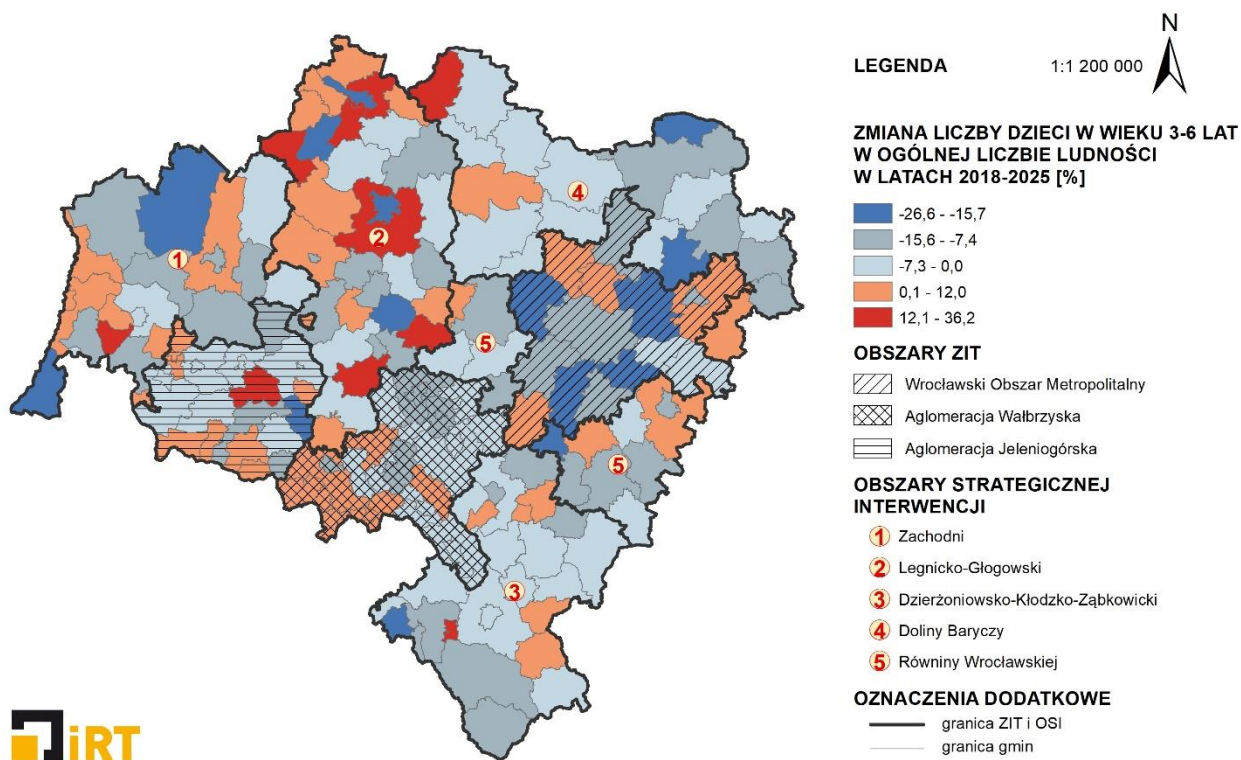 N
LEGENDA
1:1 200 000
ZMIANA LICZBY DZIECI W WIEKU 3-6 LAT
W OGÓLNEJ LICZBIE LUDNOŚCI
W LATACH 2018-2025 [%]
-26,6 - -15,7
-15,6 - -7,4
-7,3 - 0,0
0,1 - 12,0
12,1 - 36,2
OBSZARY ZIT
Wrocławski Obszar Metropolitalny
Aglomeracja Wałbrzyska
Aglomeracja Jeleniogórska
OBSZARY STRATEGICZNEJ
INTERWENCJI
1 Zachodni
2 Legnicko-Głogowski
3 Dzierżoniowsko-Kłodzko-Ząbkowicki
4 Doliny Baryczy
5 Równiny Wrocławskiej
OZNACZENIA DODATKOWE
granica ZIT i OSI
granica gmin
4
2
1
5
5
3
iRT